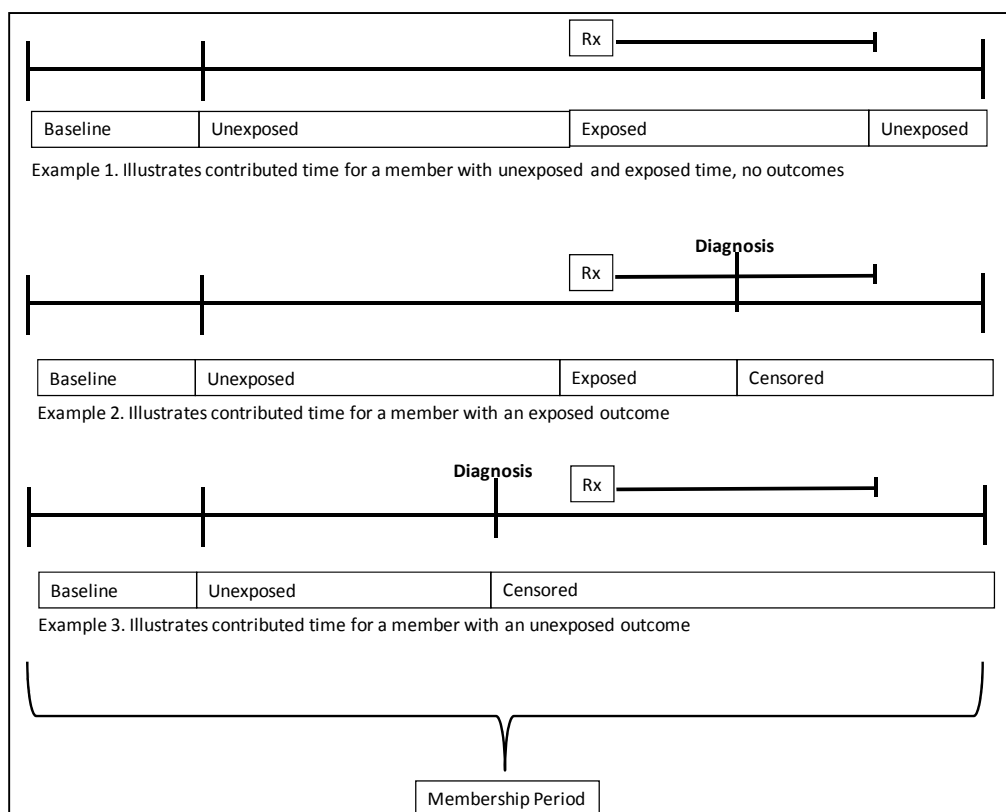 Rx
Baseline Unexposed Exposed Unexposed
Example 1. Illustrates contributed time for a member with unexposed and exposed time, no outcomes
Diagnosis
Rx
Baseline Unexposed Exposed Censored
Example 2. Illustrates contributed time for a member with an exposed outcome
Diagnosis
Rx
Baseline Unexposed Censored
Example 3. Illustrates contributed time for a member with an unexposed outcome
Membership Period